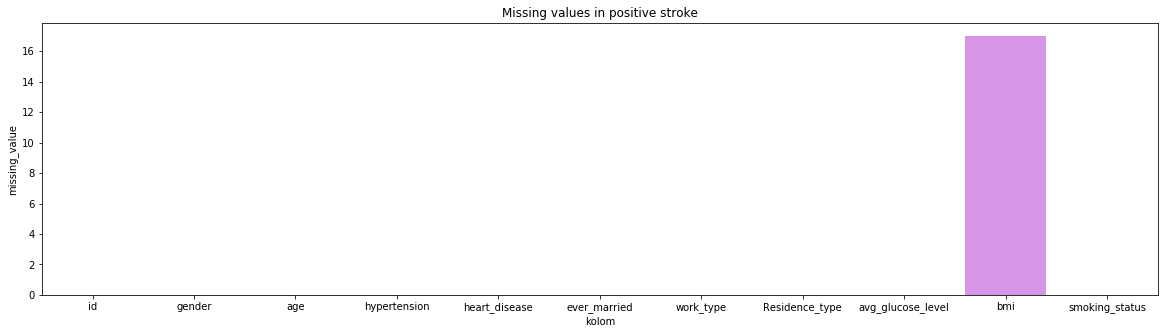 Missing values in positive stroke
missing_value
16
14
12
10
8
6
4
2
0
id gender age hypertension heart_disease ever_married work_type Residence_type avg_glucose_level bmi smoking_status
kolom